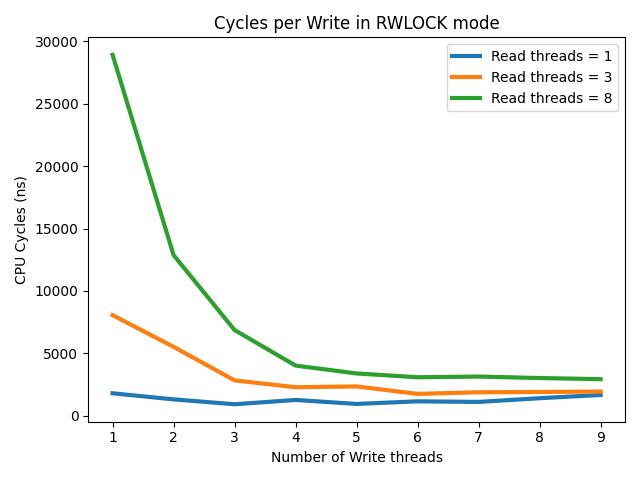 Cycles per Write in RWLOCK mode
30000
25000
20000
15000
10000
5000
0
CPU Cycles (ns)
Read threads = 1
Read threads = 3
Read threads = 8
1 2 3 4 5 6 7 8 9
Number of Write threads